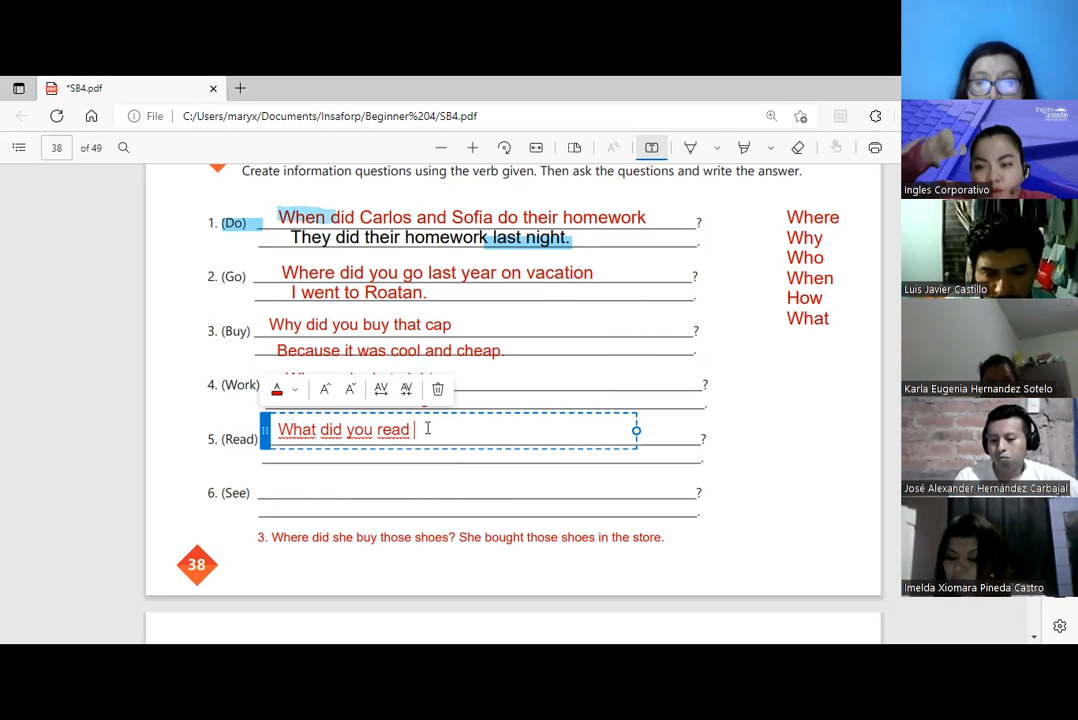 *SB4.pdf
File
C:/Users/maryx/Documents/Insaforp/Beginner%204/SB4.pdf
38 of 49
Create information questions using the verb given. Then ask the questions and write the answer.
1. (Do) When did Carlos and Sofia do their homework ?
They did their homework last night.
2. (Go) Where did you go last year on vacation ?
I went to Roatan.
3. (Buy) Why did you buy that cap ?
Because it was cool and cheap.
4. (Work) ?
5. (Read) What did you read ?
6. (See) ?
3. Where did she buy those shoes? She bought those shoes in the store.
38
Where
Why
Who
When
How
What
Ingles Corporativo
Luis Javier Castillo
Karla Eugenia Hernandez Sotelo
José Alexander Hernández Carbajal
Imelda Xiomara Pineda Castro